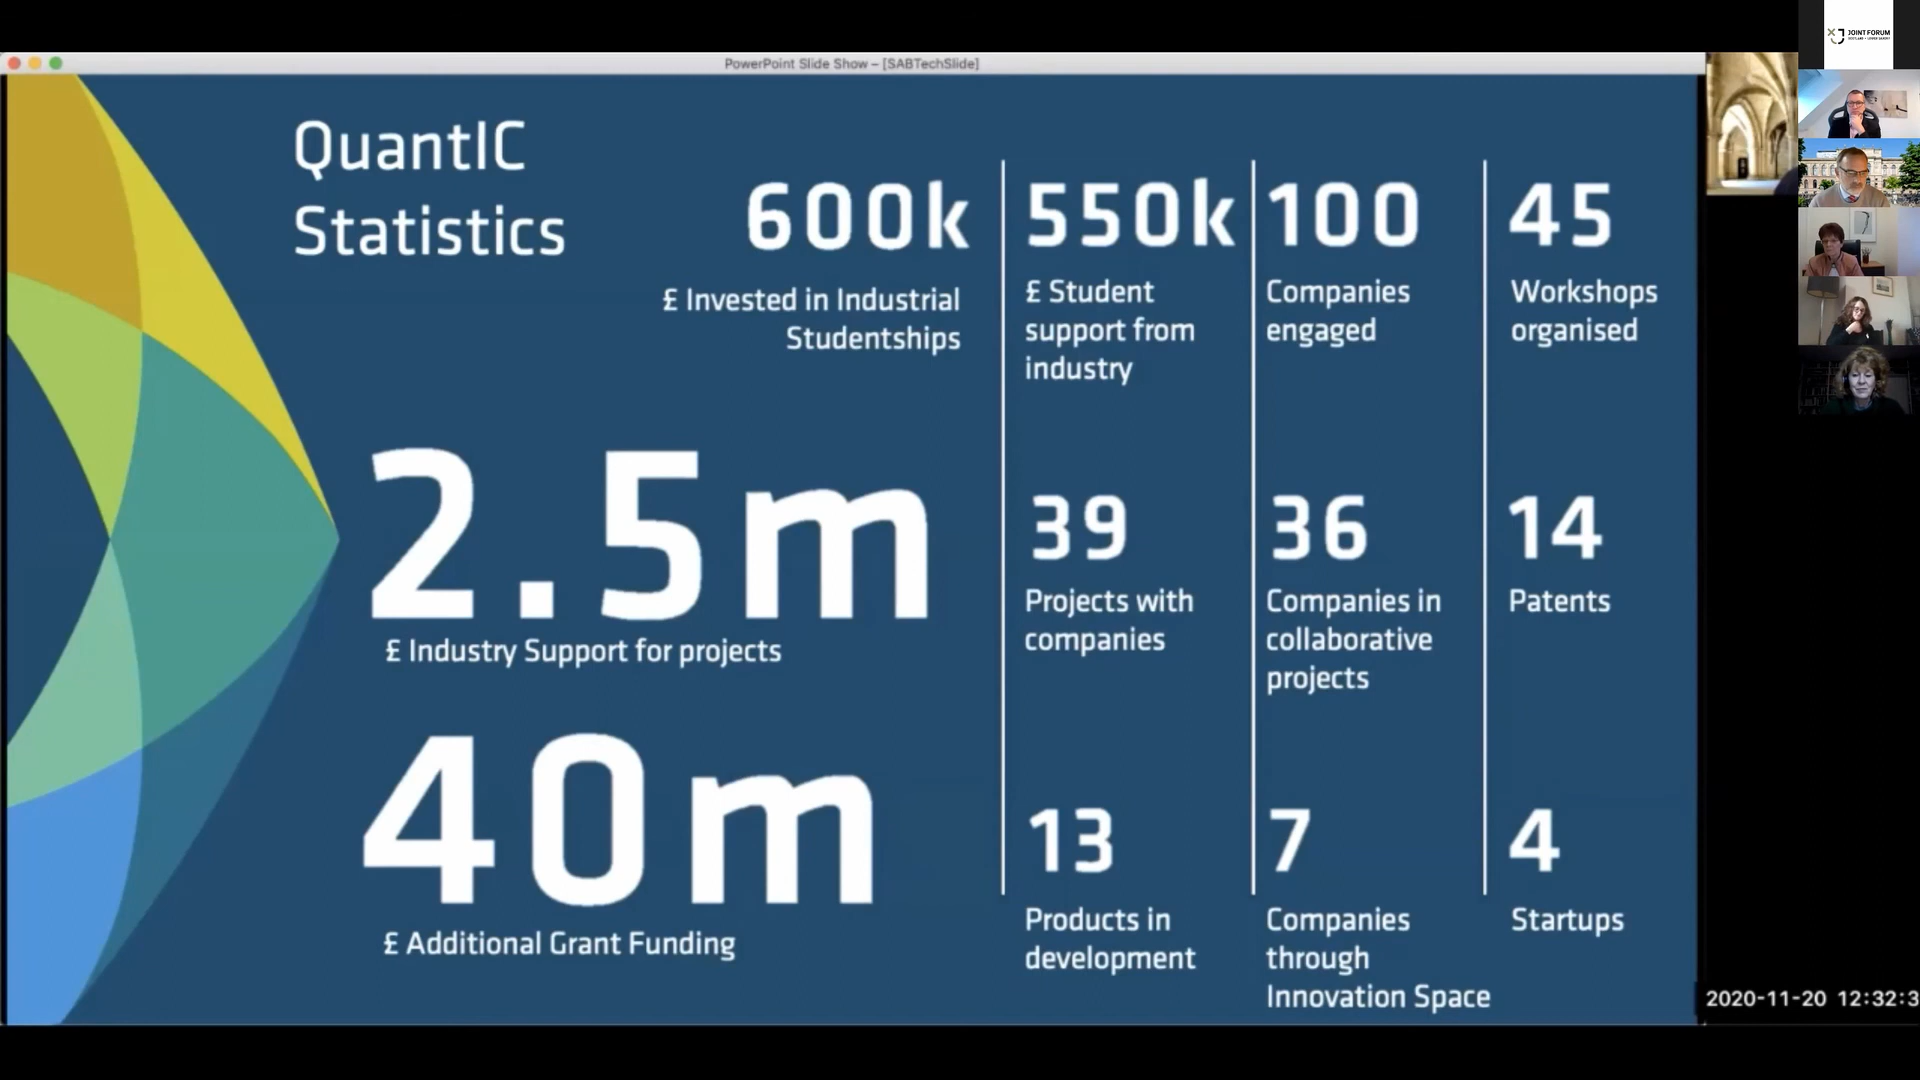 PowerPoint Slide Show – [SABTechSlide]
JOINT FORUM
QuantIC
Statistics
600k
£ Invested in Industrial
Studentships
550k
£ Student
support from
industry
100
Companies
engaged
45
Workshops
organised
2.5m
£ Industry Support for projects
39
Projects with
companies
36
Companies in
collaborative
projects
14
Patents
40m
£ Additional Grant Funding
13
Products in
development
7
Companies
through
Innovation Space
4
Startups
2020-11-20 12:32:3